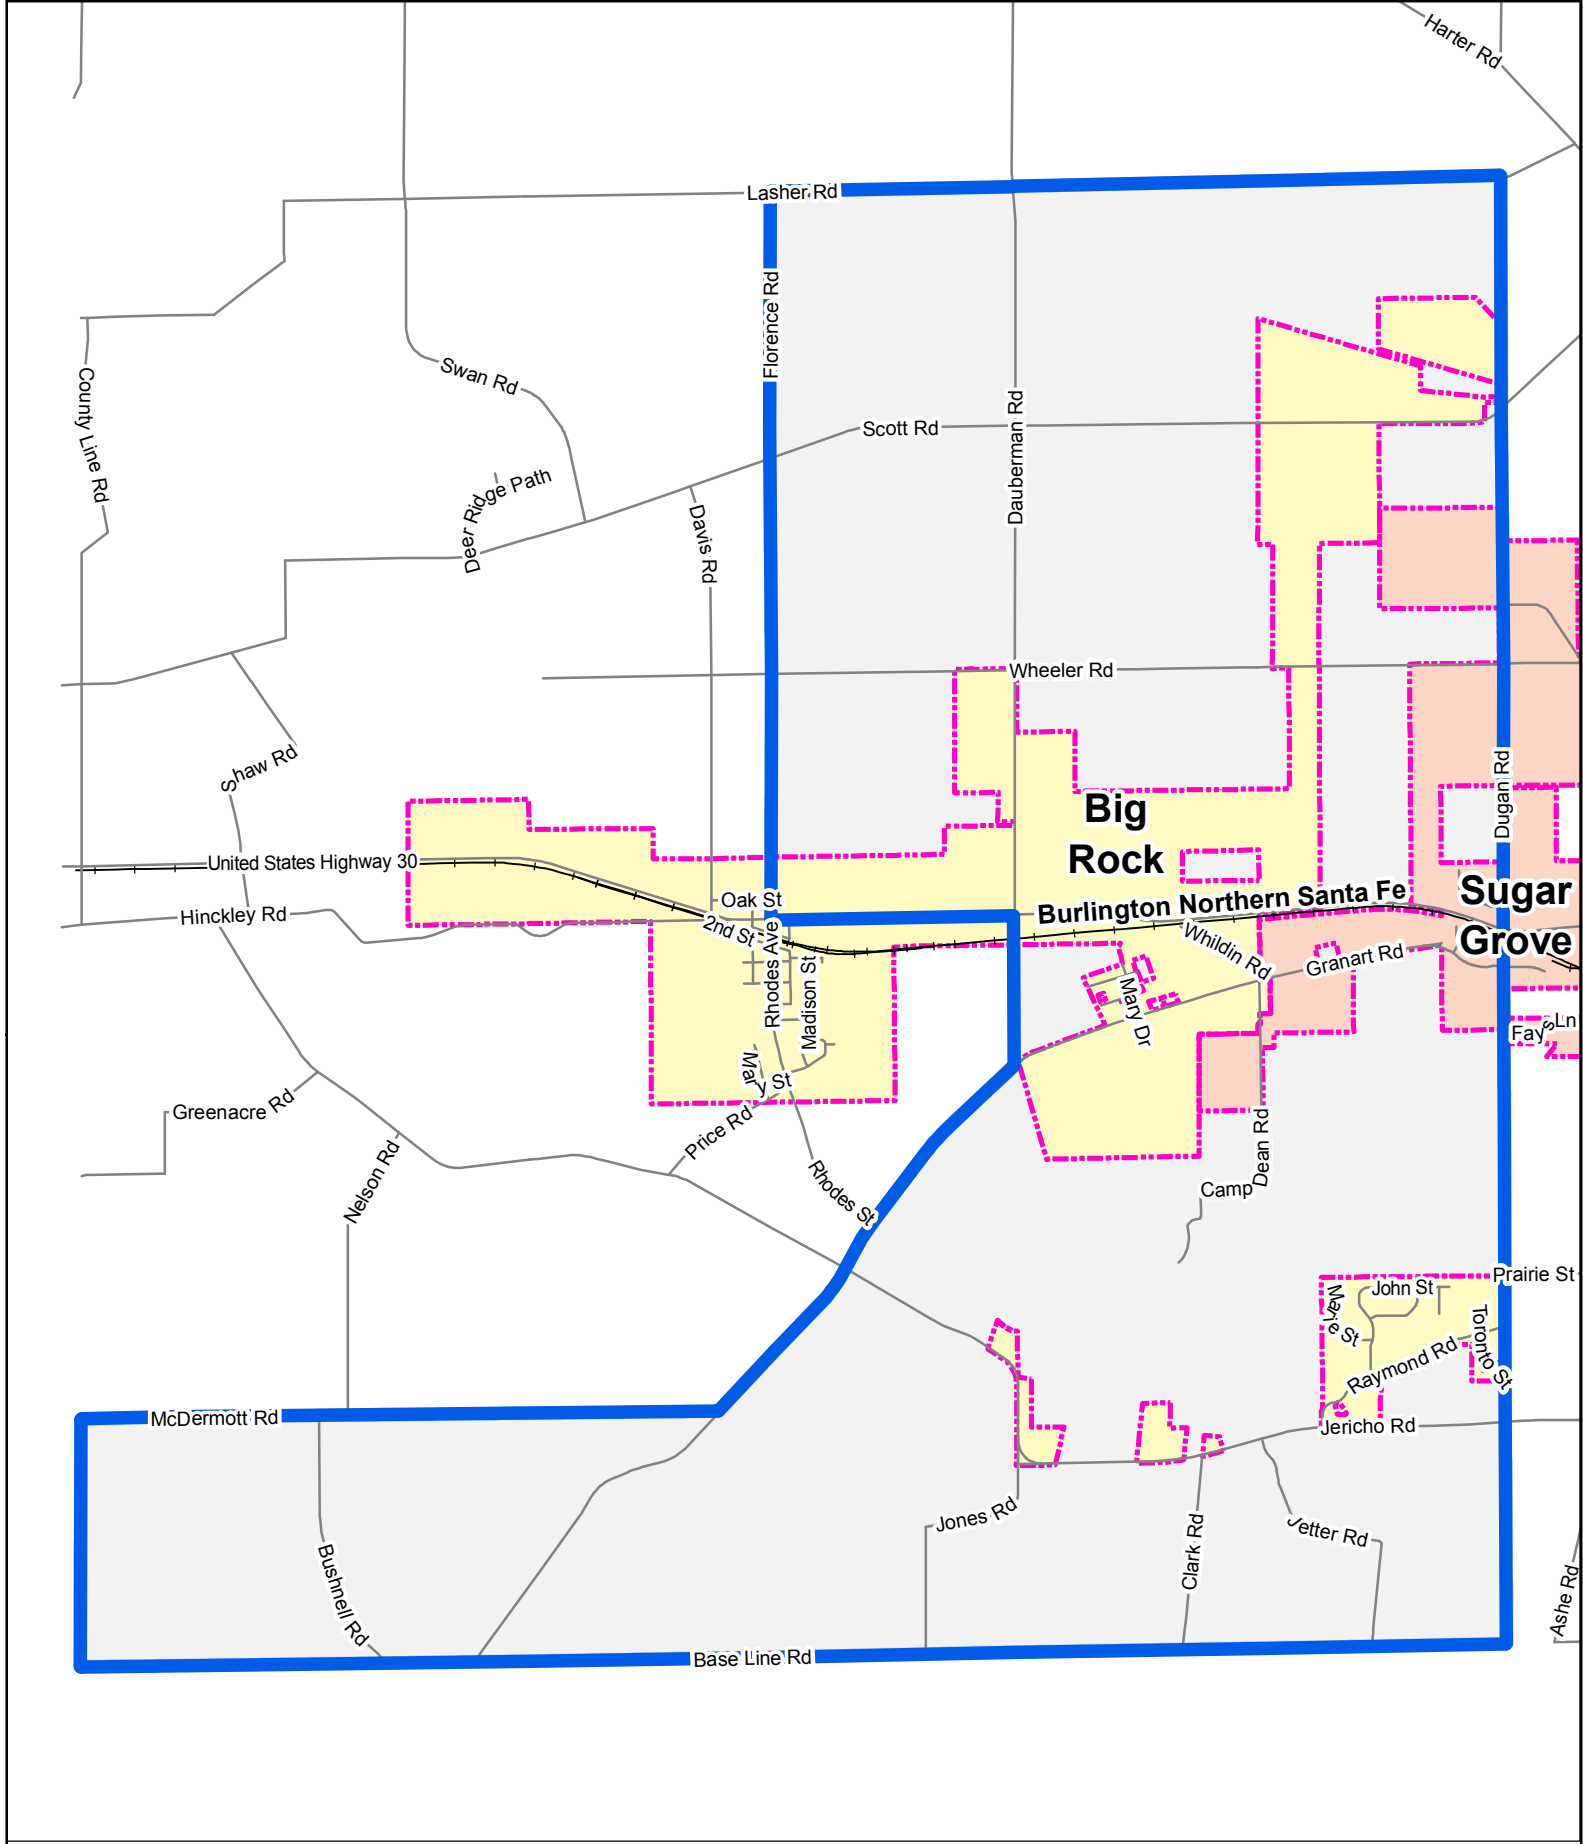 Harter Rd
Lasher Rd
Florence Rd
Swan Rd
County Line Rd
Dauberman Rd
Scott Rd
Deer Ridge Path
Davis Rd
Wheeler Rd
Shaw Rd
Dugan Rd
Big
Rock
United States Highway 30
Oak St
Burlington Northern Santa Fe
Sugar
Grove
Hinckley Rd
2nd St
Rhodes Ave
Madison St
Whildin Rd
Granart Rd
Mary Dr
Fays Ln
Mary St
Greenacre Rd
Price Rd
Dean Rd
Nelson Rd
Rhodes St
Camp
Prairie St
John St
Marie St
Toronto St
Raymond Rd
McDermott Rd
Jericho Rd
Jones Rd
Clark Rd
Jetter Rd
Bushnell Rd
Ashe Rd
Base Line Rd